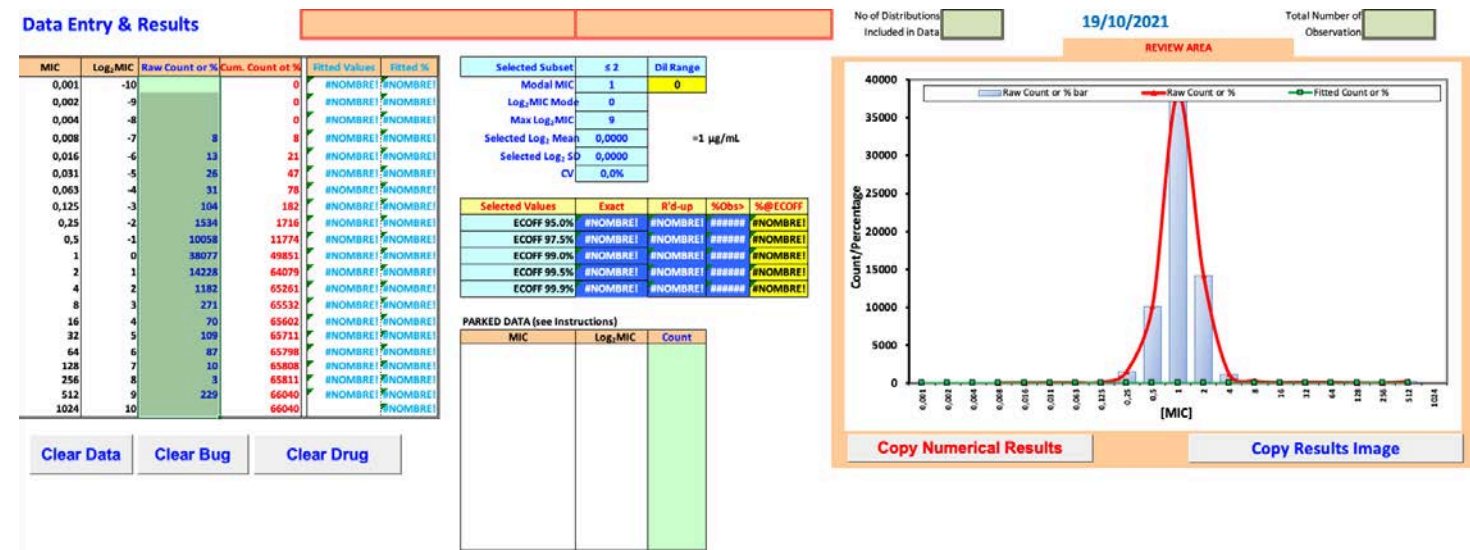 Data Entry & Results
No of Distributions
Included in Data
19/10/2021
Total Number of
Observation
REVIEW AREA
MIC Log₂MIC Raw Count or % Cum. Count ot % Fitted Values Fitted %
0,001 -10 0 #NOMBRE! #NOMBRE!
0,002 -9 0 #NOMBRE! #NOMBRE!
0,004 -8 0 #NOMBRE! #NOMBRE!
0,008 -7 8 8 #NOMBRE! #NOMBRE!
0,016 -6 13 21 #NOMBRE! #NOMBRE!
0,031 -5 26 47 #NOMBRE! #NOMBRE!
0,063 -4 31 78 #NOMBRE! #NOMBRE!
0,125 -3 104 182 #NOMBRE! #NOMBRE!
0,25 -2 1534 1716 #NOMBRE! #NOMBRE!
0,5 -1 10058 11774 #NOMBRE! #NOMBRE!
1 0 38077 49851 #NOMBRE! #NOMBRE!
2 1 14228 64079 #NOMBRE! #NOMBRE!
4 2 1182 65261 #NOMBRE! #NOMBRE!
8 3 271 65532 #NOMBRE! #NOMBRE!
16 4 70 65602 #NOMBRE! #NOMBRE!
32 5 109 65711 #NOMBRE! #NOMBRE!
64 6 87 65798 #NOMBRE! #NOMBRE!
128 7 10 65808 #NOMBRE! #NOMBRE!
256 8 3 65811 #NOMBRE! #NOMBRE!
512 9 229 66040 #NOMBRE! #NOMBRE!
1024 10 66040 #NOMBRE!
Clear Data Clear Bug Clear Drug
Selected Subset ≤ 2 Dil Range
Modal MIC 1 0
Log₂MIC Mode 0
Max Log₂MIC 9
Selected Log₂ Mean 0,0000 =1 µg/mL
Selected Log₂ SD 0,0000
CV 0,0%
Selected Values Exact R'd-up %Obs> %@ECOFF
ECOFF 95.0% #NOMBRE! #NOMBRE! ###### #NOMBRE!
ECOFF 97.5% #NOMBRE! #NOMBRE! ###### #NOMBRE!
ECOFF 99.0% #NOMBRE! #NOMBRE! ###### #NOMBRE!
ECOFF 99.5% #NOMBRE! #NOMBRE! ###### #NOMBRE!
ECOFF 99.9% #NOMBRE! #NOMBRE! ###### #NOMBRE!
PARKED DATA (see Instructions)
MIC Log₂MIC Count
Raw Count or % bar Raw Count or % Fitted Count or %
Count/Percentage
40000
35000
30000
25000
20000
15000
10000
5000
0
0,001 0,002 0,004 0,008 0,016 0,031 0,063 0,125 0,25 0,5 1 2 4 8 16 32 64 128 256 512 1024
[MIC]
Copy Numerical Results Copy Results Image